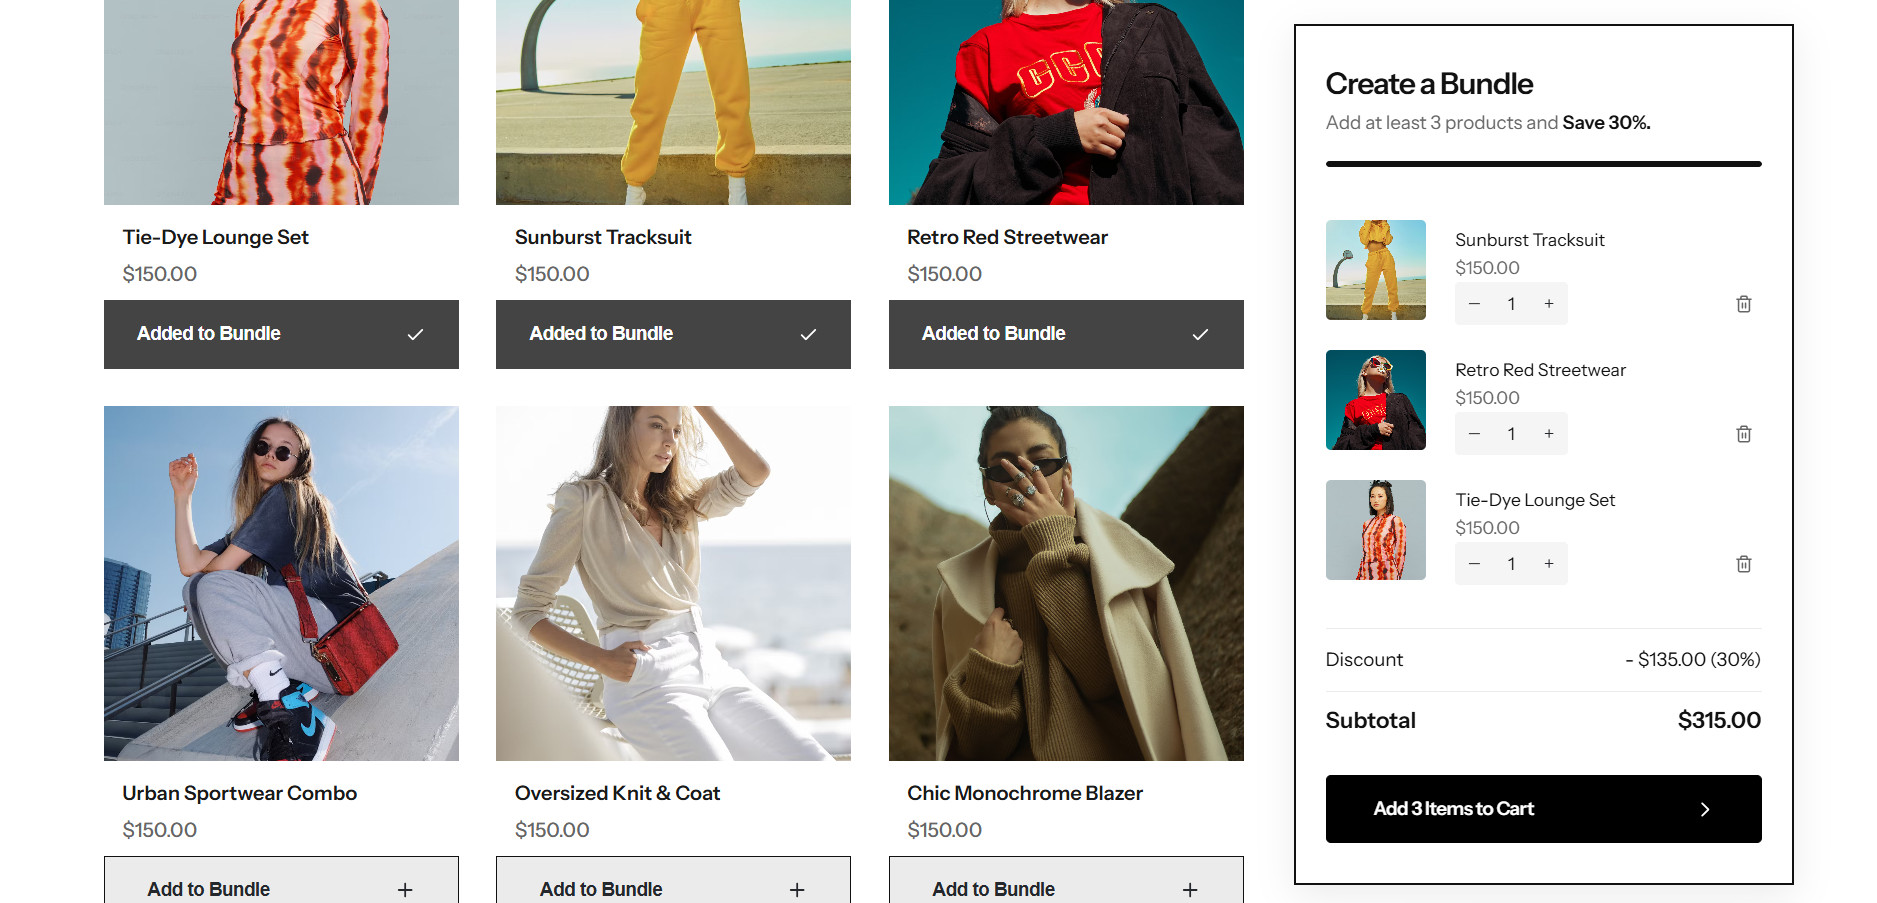 Tie-Dye Lounge Set
$150.00
Added to Bundle
Sunburst Tracksuit
$150.00
Added to Bundle
Retro Red Streetwear
$150.00
Added to Bundle
Urban Sportwear Combo
$150.00
Add to Bundle
Oversized Knit & Coat
$150.00
Add to Bundle
Chic Monochrome Blazer
$150.00
Add to Bundle
Create a Bundle
Add at least 3 products and Save 30%.
Sunburst Tracksuit
$150.00
1
Retro Red Streetwear
$150.00
1
Tie-Dye Lounge Set
$150.00
1
Discount - $135.00 (30%)
Subtotal $315.00
Add 3 Items to Cart